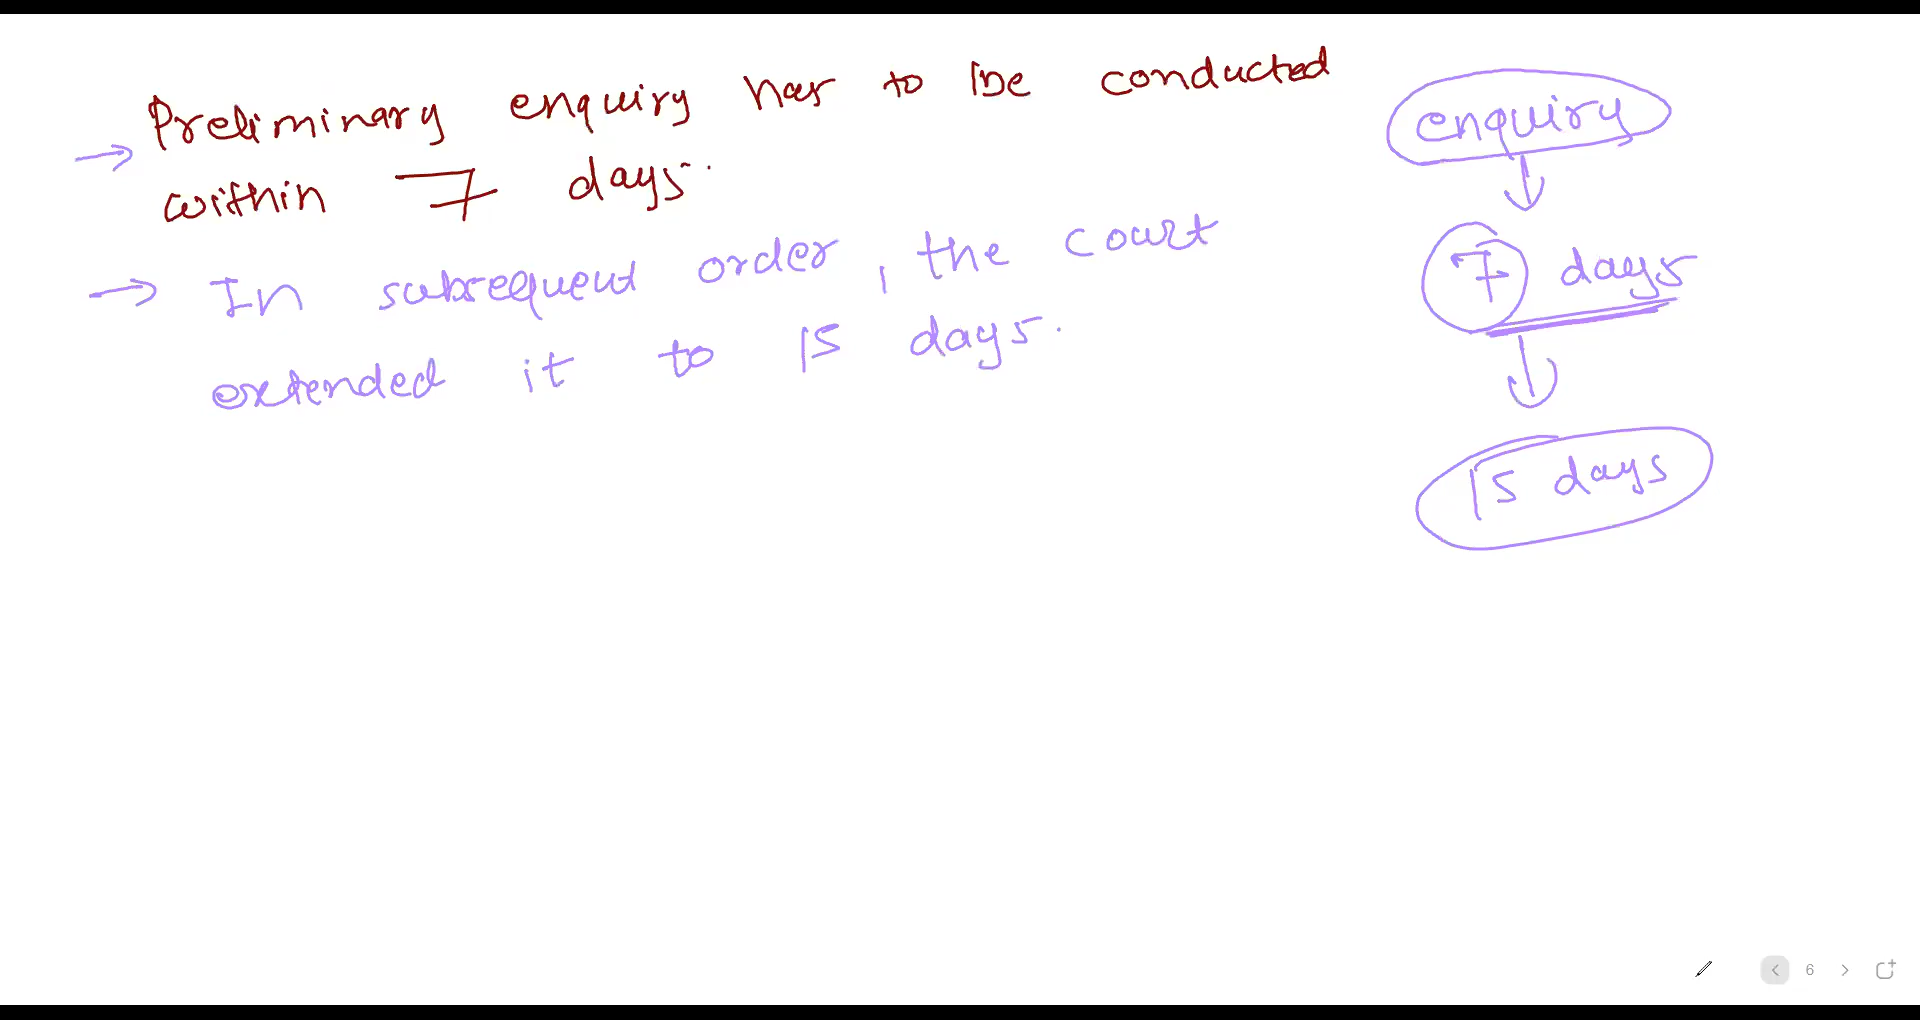 → Preliminary enquiry has to be conducted
within 7 days.
→ In subsequent order, the court
extended it to 15 days.
enquiry
↓
7 days
↓
15 days
6